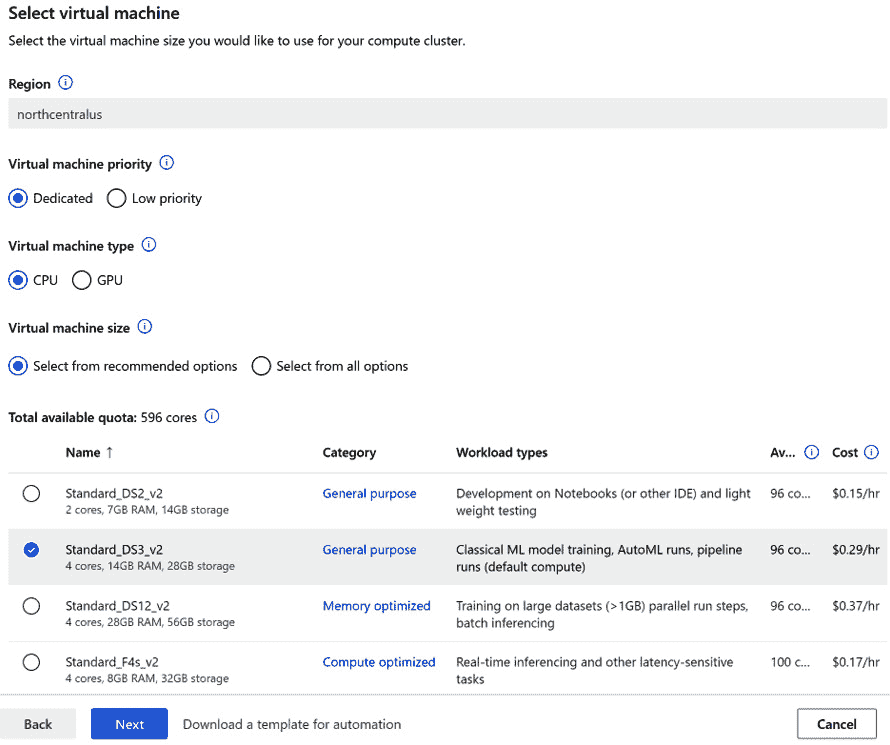 Select virtual machine
Select the virtual machine size you would like to use for your compute cluster.
Region
northcentralus
Virtual machine priority
Dedicated Low priority
Virtual machine type
CPU GPU
Virtual machine size
Select from recommended options Select from all options
Total available quota: 596 cores
Name ↑ Category Workload types Av... Cost
Standard_DS2_v2 General purpose Development on Notebooks (or other IDE) and light 96 co... $0.15/hr
2 cores, 7GB RAM, 14GB storage weight testing
Standard_DS3_v2 General purpose Classical ML model training, AutoML runs, pipeline 96 co... $0.29/hr
4 cores, 14GB RAM, 28GB storage runs (default compute)
Standard_DS12_v2 Memory optimized Training on large datasets (>1GB) parallel run steps, 96 co... $0.37/hr
4 cores, 28GB RAM, 56GB storage batch inferencing
Standard_F4s_v2 Compute optimized Real-time inferencing and other latency-sensitive 100 c... $0.17/hr
4 cores, 8GB RAM, 32GB storage tasks
Back Next Download a template for automation Cancel